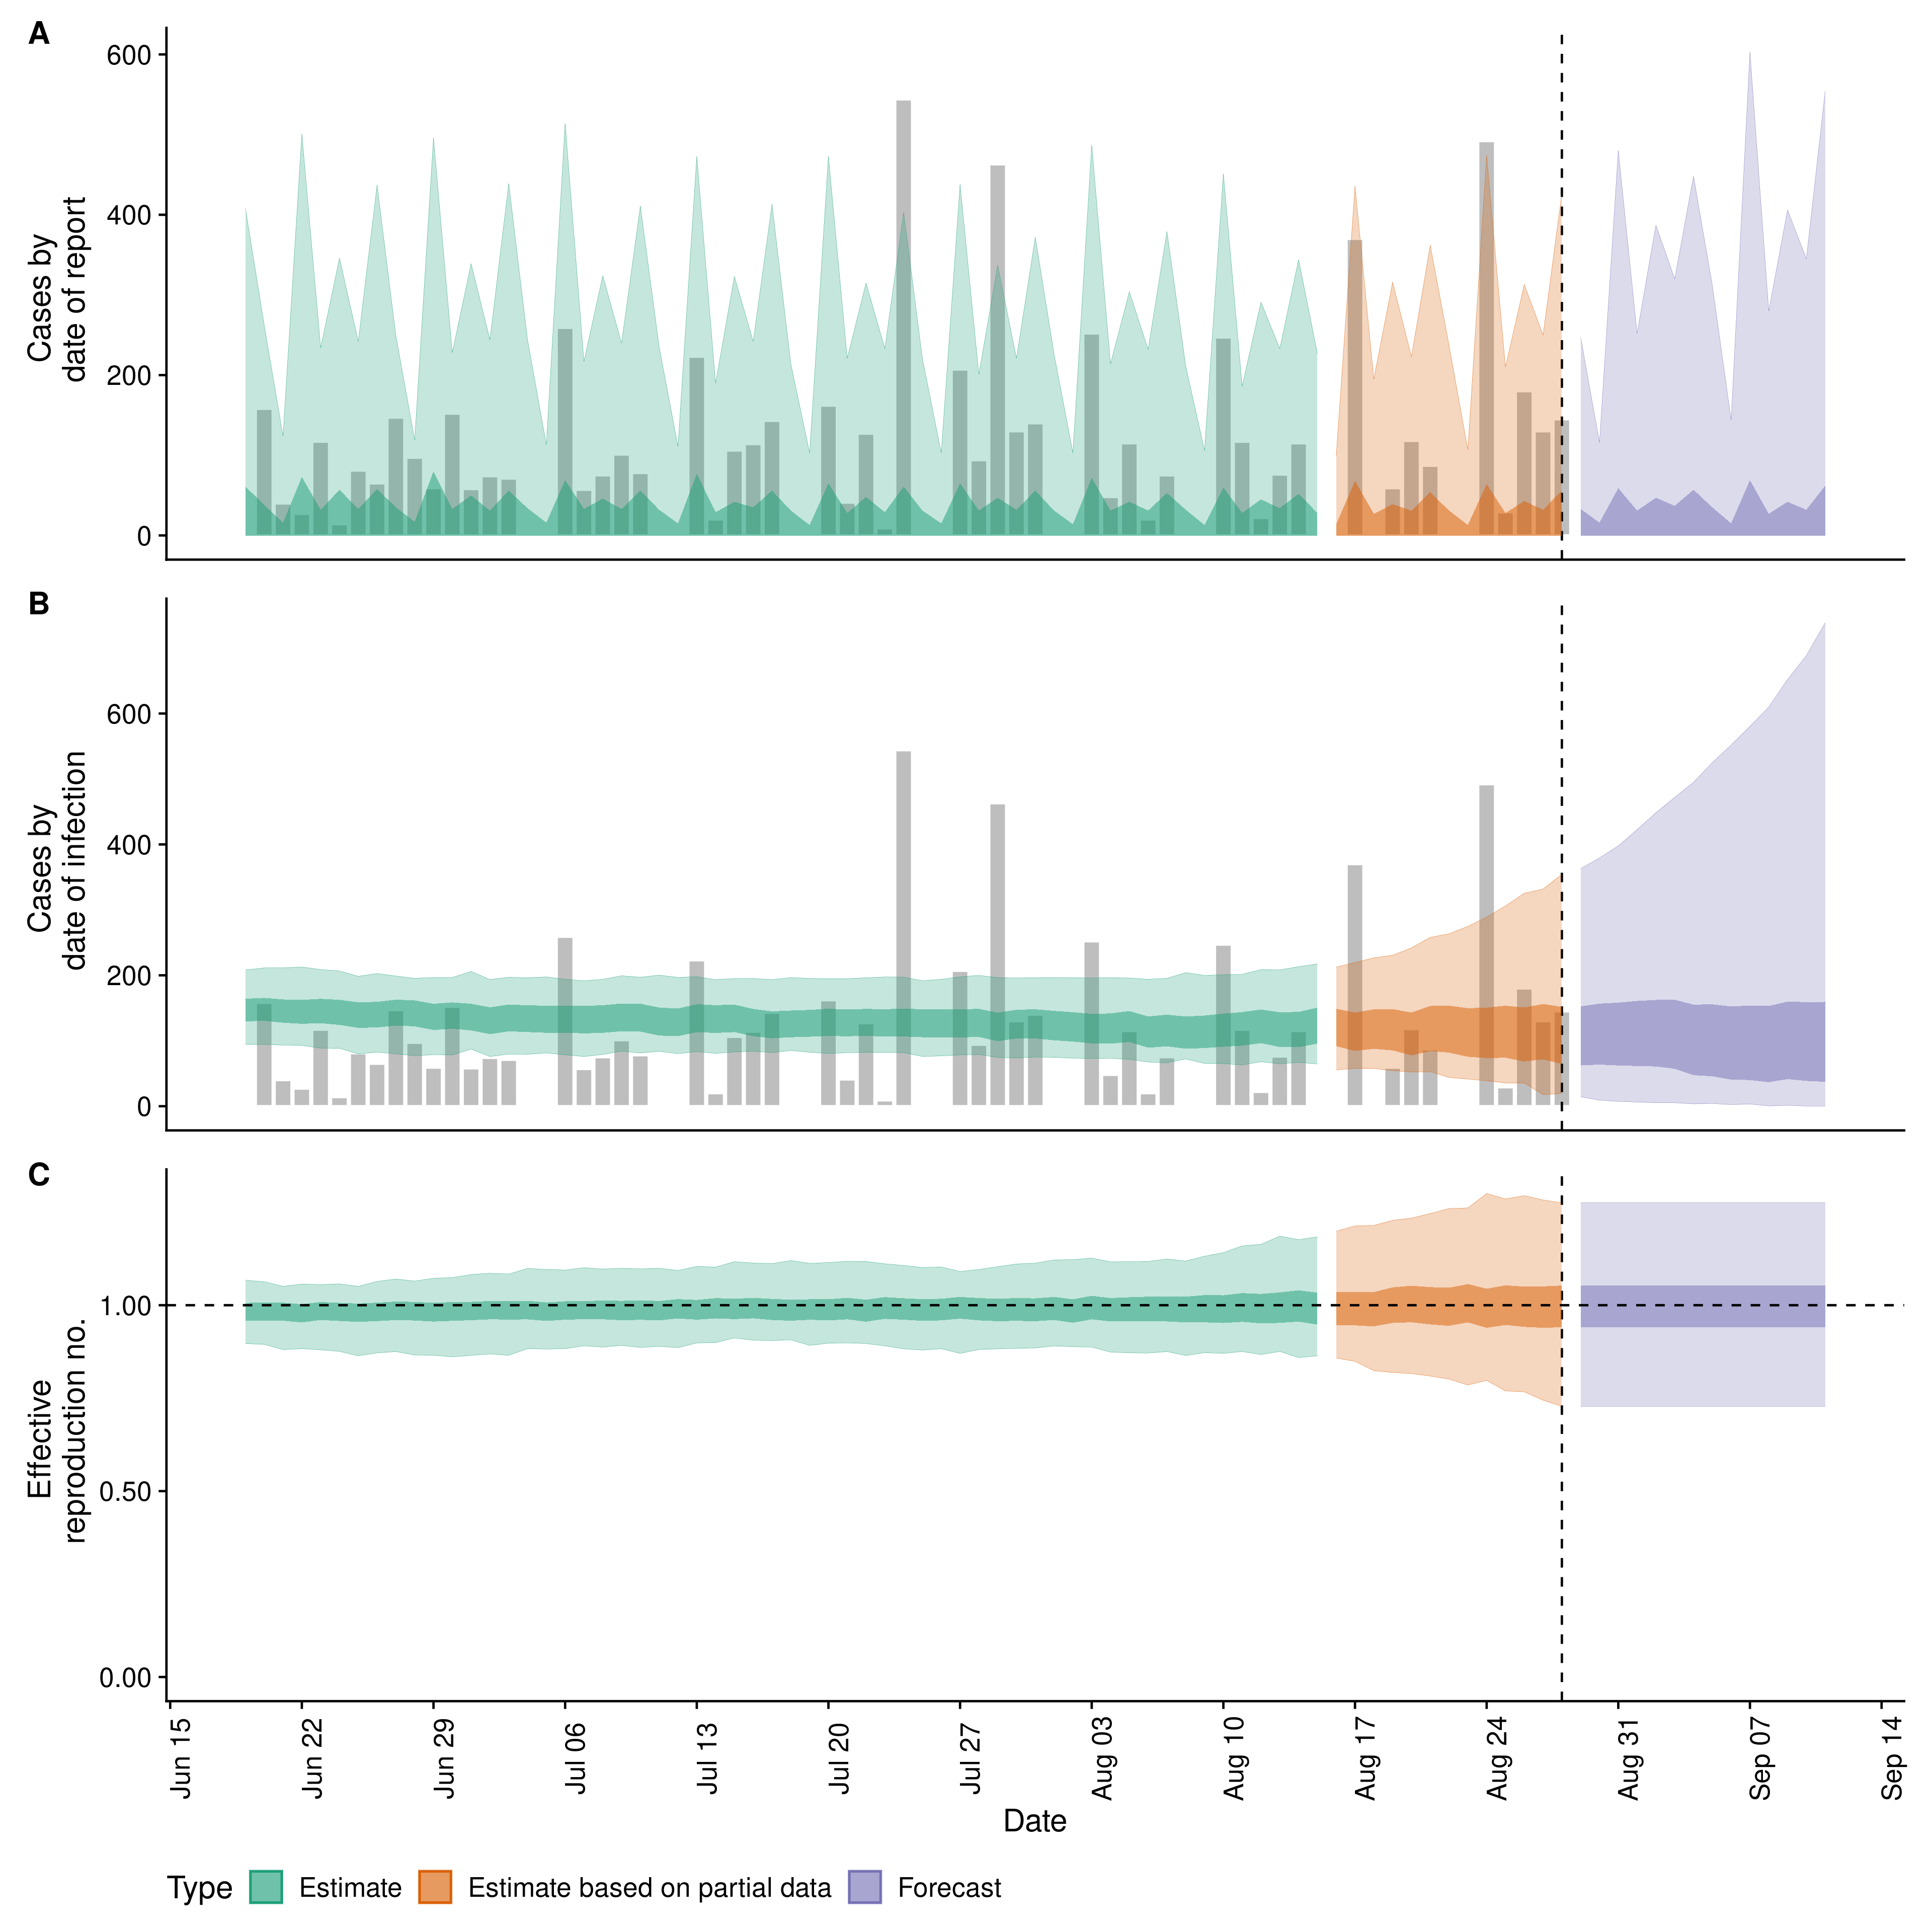 A
Cases by
date of report
600
400
200
0
B
Cases by
date of infection
600
400
200
0
C
Effective
reproduction no.
1.00
0.50
0.00
Jun 15
Jun 22
Jun 29
Jul 06
Jul 13
Jul 20
Jul 27
Aug 03
Aug 10
Aug 17
Aug 24
Aug 31
Sep 07
Sep 14
Date
Type Estimate Estimate based on partial data Forecast